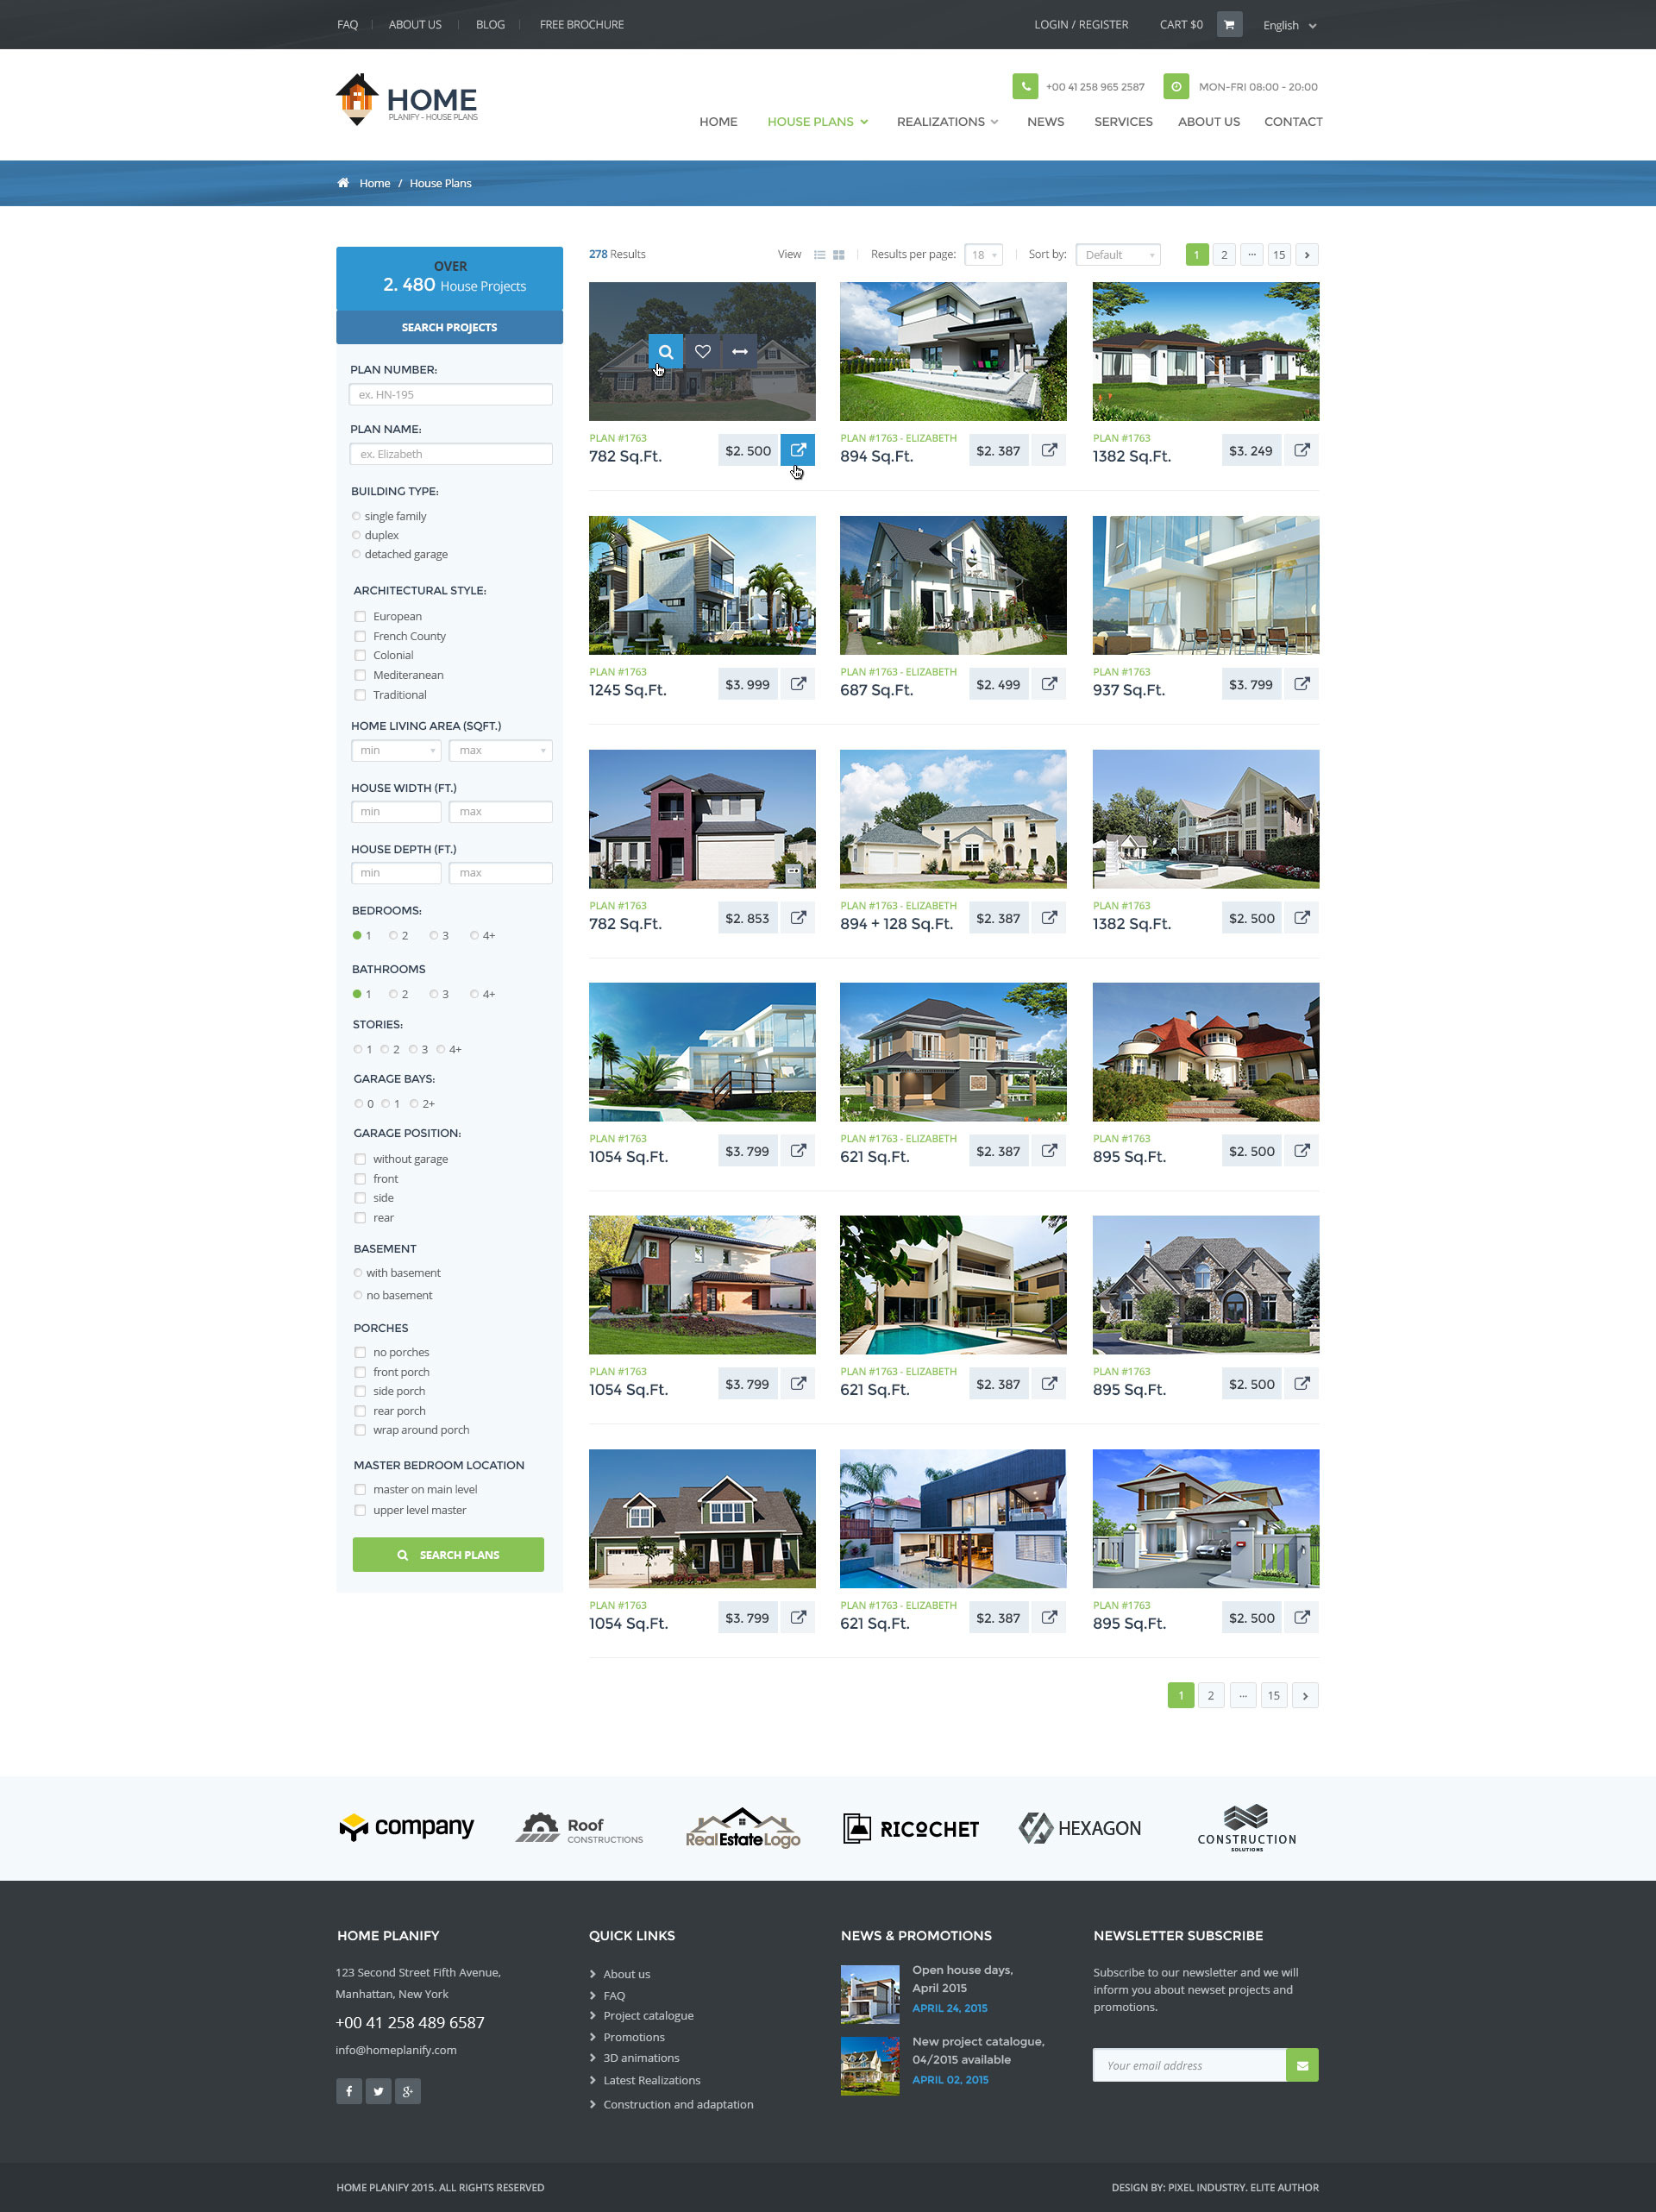 FAQ | ABOUT US | BLOG | FREE BROCHURE
LOGIN / REGISTER CART $0 English
HOME
PLANIFY - HOUSE PLANS
+00 41 258 965 2587 MON-FRI 08:00 - 20:00
HOME HOUSE PLANS REALIZATIONS NEWS SERVICES ABOUT US CONTACT
Home / House Plans
OVER
2. 480 House Projects
SEARCH PROJECTS
PLAN NUMBER:
ex. HN-195
PLAN NAME:
ex. Elizabeth
BUILDING TYPE:
single family
duplex
detached garage
ARCHITECTURAL STYLE:
European
French County
Colonial
Mediteranean
Traditional
HOME LIVING AREA (SQFT.)
min max
HOUSE WIDTH (FT.)
min max
HOUSE DEPTH (FT.)
min max
BEDROOMS:
1 2 3 4+
BATHROOMS
1 2 3 4+
STORIES:
1 2 3 4+
GARAGE BAYS:
0 1 2+
GARAGE POSITION:
without garage
front
side
rear
BASEMENT
with basement
no basement
PORCHES
no porches
front porch
side porch
rear porch
wrap around porch
MASTER BEDROOM LOCATION
master on main level
upper level master
SEARCH PLANS
278 Results View | Results per page: 18 | Sort by: Default 1 2 ... 15 >
PLAN #1763
782 Sq.Ft. $2. 500
PLAN #1763 - ELIZABETH
894 Sq.Ft. $2. 387
PLAN #1763
1382 Sq.Ft. $3. 249
PLAN #1763
1245 Sq.Ft. $3. 999
PLAN #1763 - ELIZABETH
687 Sq.Ft. $2. 499
PLAN #1763
937 Sq.Ft. $3. 799
PLAN #1763
782 Sq.Ft. $2. 853
PLAN #1763 - ELIZABETH
894 + 128 Sq.Ft. $2. 387
PLAN #1763
1382 Sq.Ft. $2. 500
PLAN #1763
1054 Sq.Ft. $3. 799
PLAN #1763 - ELIZABETH
621 Sq.Ft. $2. 387
PLAN #1763
895 Sq.Ft. $2. 500
PLAN #1763
1054 Sq.Ft. $3. 799
PLAN #1763 - ELIZABETH
621 Sq.Ft. $2. 387
PLAN #1763
895 Sq.Ft. $2. 500
PLAN #1763
1054 Sq.Ft. $3. 799
PLAN #1763 - ELIZABETH
621 Sq.Ft. $2. 387
PLAN #1763
895 Sq.Ft. $2. 500
1 2 ... 15 >
company
Roof
CONSTRUCTIONS
RealEstateLogo
RICOCHET
HEXAGON
CONSTRUCTION
SOLUTIONS
HOME PLANIFY
123 Second Street Fifth Avenue,
Manhattan, New York
+00 41 258 489 6587
info@homeplanify.com
QUICK LINKS
About us
FAQ
Project catalogue
Promotions
3D animations
Latest Realizations
Construction and adaptation
NEWS & PROMOTIONS
Open house days,
April 2015
APRIL 24, 2015
New project catalogue,
04/2015 available
APRIL 02, 2015
NEWSLETTER SUBSCRIBE
Subscribe to our newsletter and we will
inform you about newset projects and
promotions.
Your email address
HOME PLANIFY 2015. ALL RIGHTS RESERVED
DESIGN BY: PIXEL INDUSTRY. ELITE AUTHOR